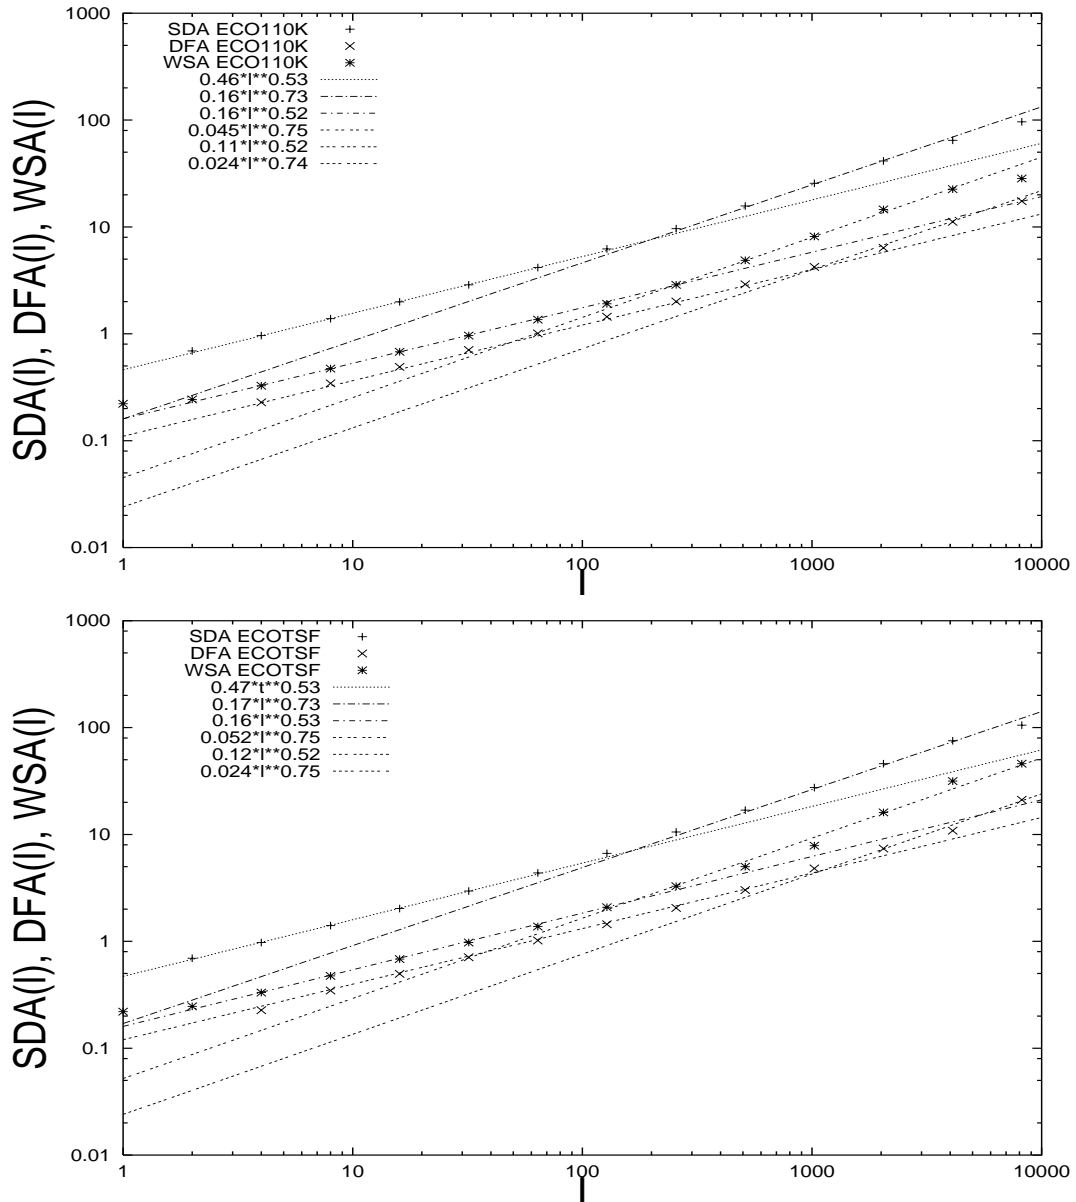 1000
SDA ECO110K
DFA ECO110K
WSA ECO110K
0.46*l**0.53
0.16*l**0.73
0.16*l**0.52
0.045*l**0.75
0.11*l**0.52
0.024*l**0.74
100
10
1
0.1
0.01
SDA(l), DFA(l), WSA(l)
1 10 100 1000 10000
l
1000
SDA ECOTSF
DFA ECOTSF
WSA ECOTSF
0.47*t**0.53
0.17*l**0.73
0.16*l**0.53
0.052*l**0.75
0.12*l**0.52
0.024*l**0.75
100
10
1
0.1
0.01
SDA(l), DFA(l), WSA(l)
1 10 100 1000 10000
l